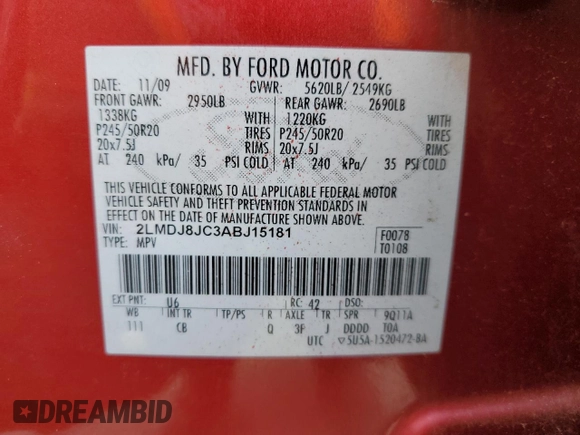 MFD. BY FORD MOTOR CO.
DATE: 11/09 GVWR: 5620LB/ 2549KG
FRONT GAWR: 2950LB REAR GAWR: 2690LB
1338KG WITH 1220KG WITH
P245/50R20 TIRES P245/50R20 TIRES
20x7.5J RIMS 20x7.5J RIMS
AT 240 kPa/ 35 PSI COLD AT 240 kPa/ 35 PSI COLD
THIS VEHICLE CONFORMS TO ALL APPLICABLE FEDERAL MOTOR
VEHICLE SAFETY AND THEFT PREVENTION STANDARDS IN
EFFECT ON THE DATE OF MANUFACTURE SHOWN ABOVE.
VIN: 2LMDJ8JC3ABJ15181 F0078
TYPE: MPV T0108
EXT PNT: U6 RC: 42 DSO:
WB INT TR TP/PS R AXLE TR SPR 9Q11A
111 CB Q 3P J DDDD TOA
UTC ▽5U5A-1520472-BA
DREAMBID